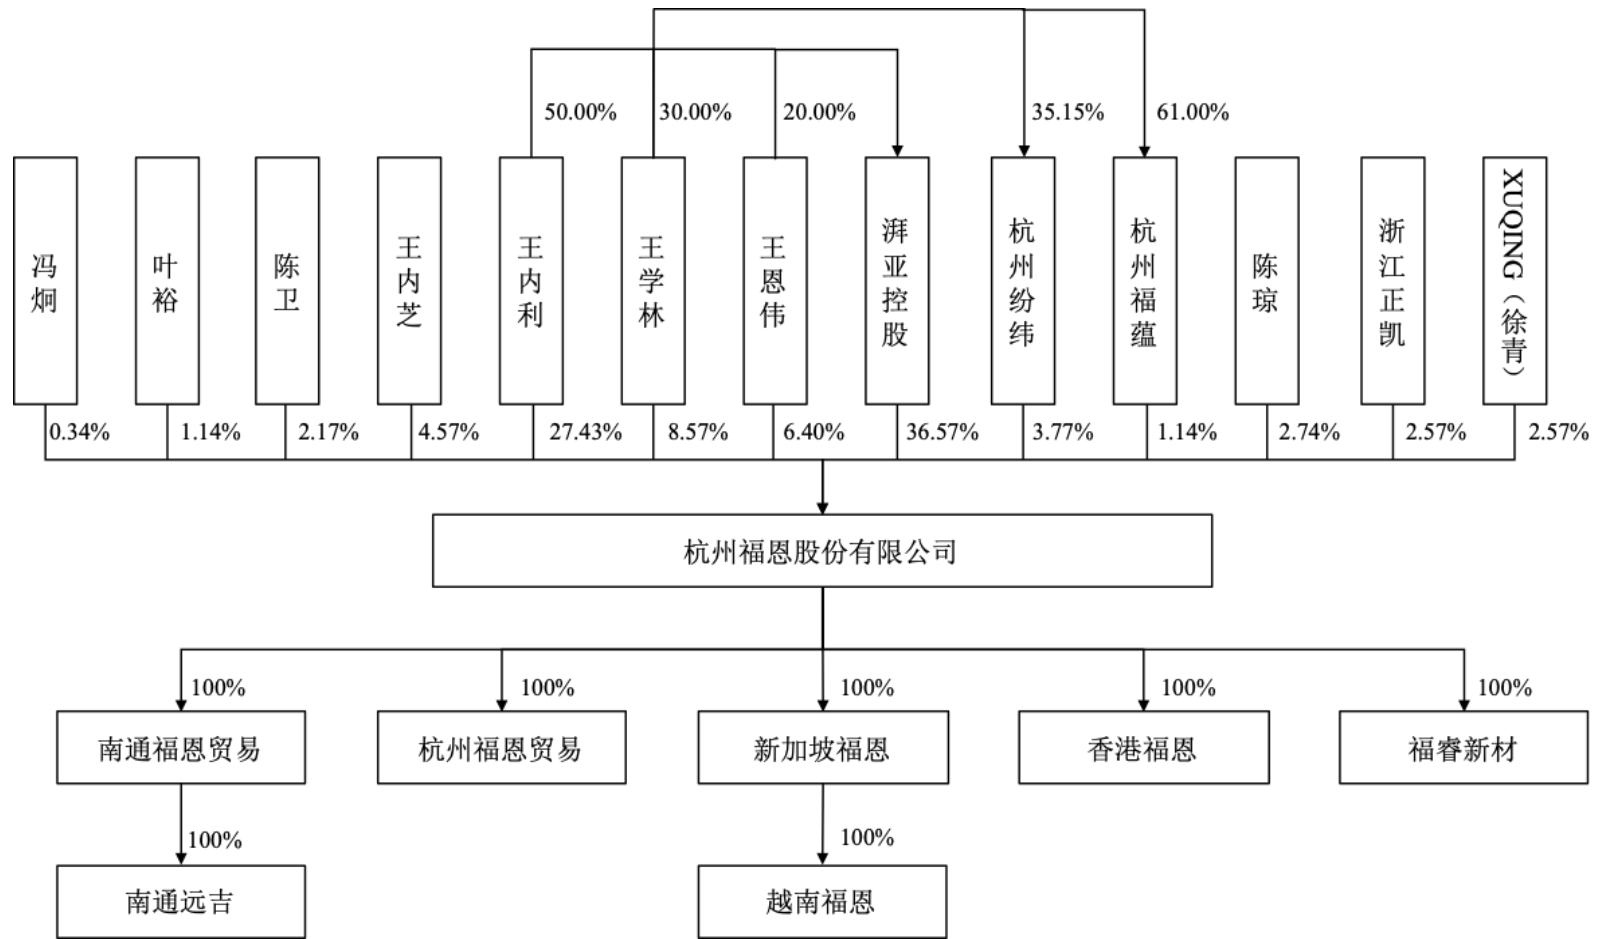 50.00%
30.00%
20.00%
35.15%
61.00%
冯炯
叶裕
陈卫
王内芝
王内利
王学林
王恩伟
湃亚控股
杭州纷纬
杭州福蕴
陈琼
浙江正凯
XUQING（徐青）
0.34%
1.14%
2.17%
4.57%
27.43%
8.57%
6.40%
36.57%
3.77%
1.14%
2.74%
2.57%
2.57%
杭州福恩股份有限公司
100%
100%
100%
100%
100%
南通福恩贸易
杭州福恩贸易
新加坡福恩
香港福恩
福睿新材
100%
100%
南通远吉
越南福恩